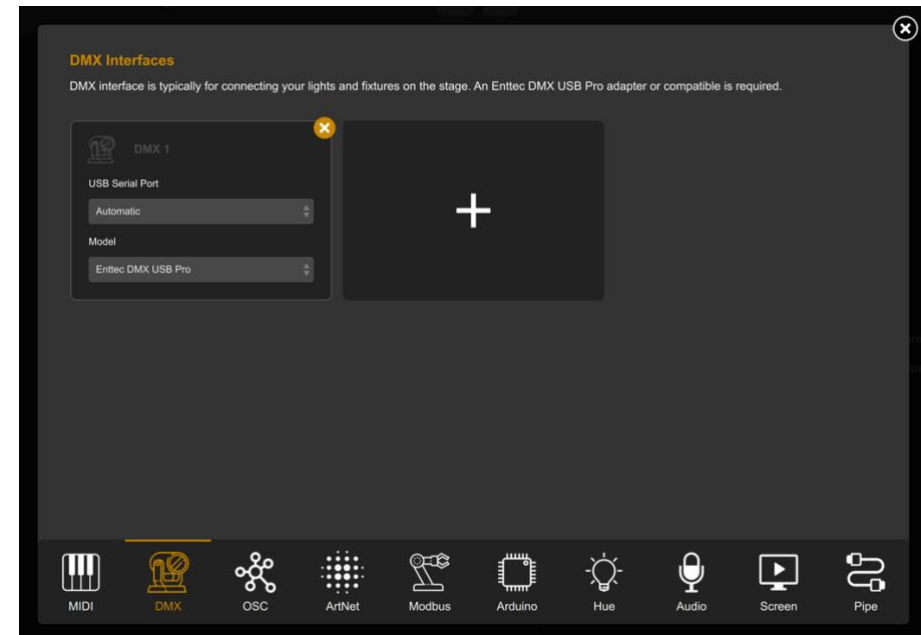 DMX Interfaces
DMX interface is typically for connecting your lights and fixtures on the stage. An Enttec DMX USB Pro adapter or compatible is required.
DMX 1
USB Serial Port
Automatic
Model
Enttec DMX USB Pro
MIDI
DMX
OSC
ArtNet
Modbus
Arduino
Hue
Audio
Screen
Pipe